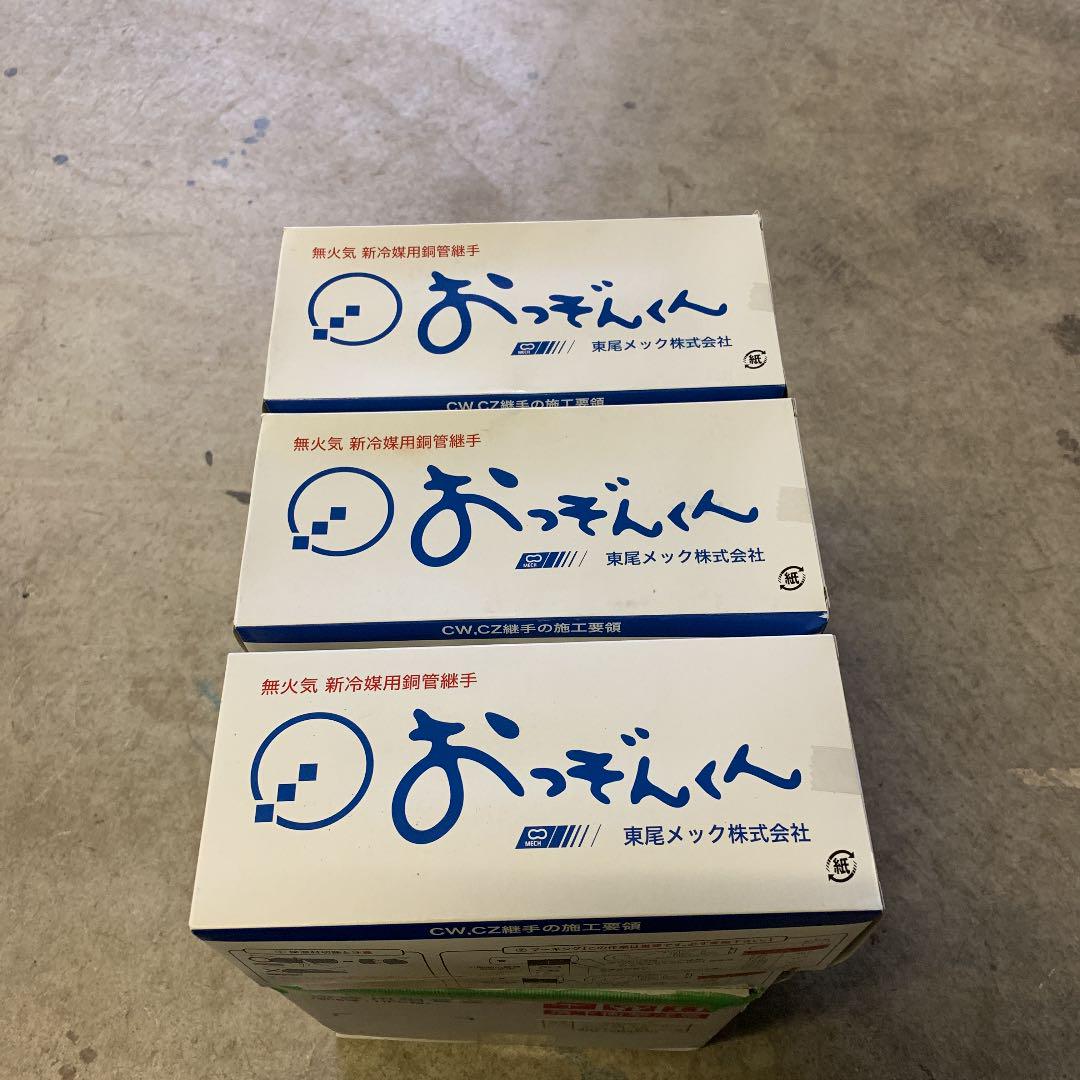 無火気 新冷媒用銅管継手
おっぞんくん
MECH 東尾メック株式会社
紙
CW,CZ継手の施工要領
無火気 新冷媒用銅管継手
おっぞんくん
MECH 東尾メック株式会社
紙
CW,CZ継手の施工要領
無火気 新冷媒用銅管継手
おっぞんくん
MECH 東尾メック株式会社
紙
CW,CZ継手の施工要領